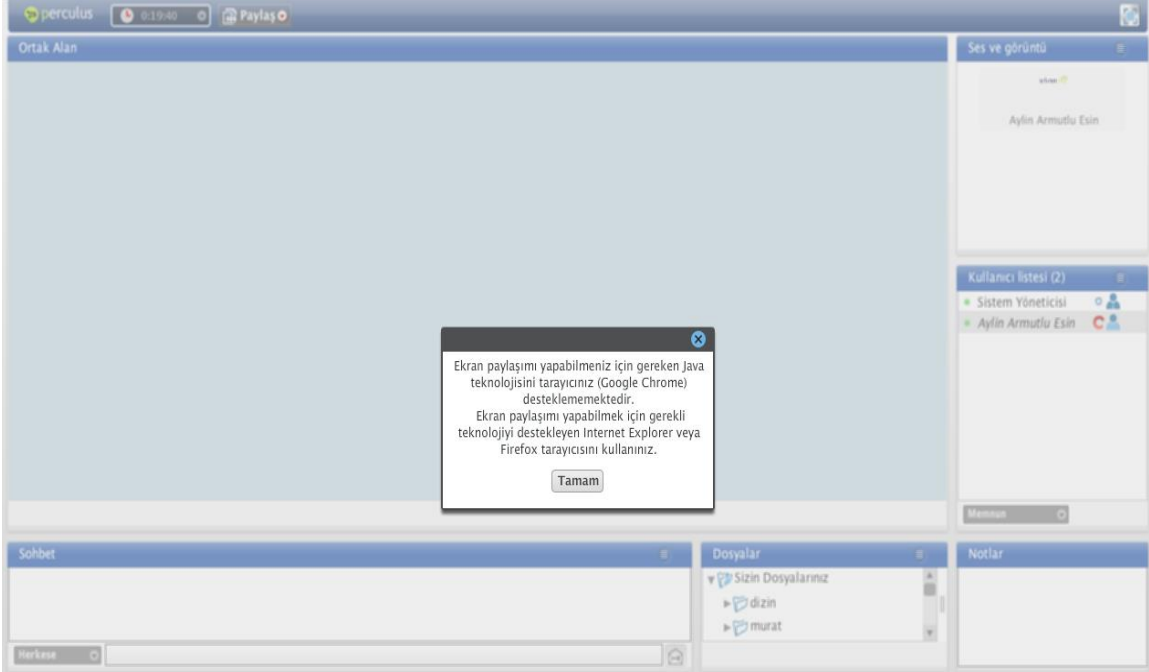 perculus
0:19:40
Paylaş
Ortak Alan
Ses ve görüntü
Aylin Armutlu Esin
Kullanıcı listesi (2)
Sistem Yöneticisi
Aylin Armutlu Esin
Ekran paylaşımı yapabilmeniz için gereken Java
teknolojisini tarayıcınız (Google Chrome)
desteklememektedir.
Ekran paylaşımı yapabilmek için gerekli
teknolojiyi destekleyen Internet Explorer veya
Firefox tarayıcısını kullanınız.
Tamam
Memnun
Sohbet
Herkese
Dosyalar
Sizin Dosyalarınız
dizin
murat
Notlar